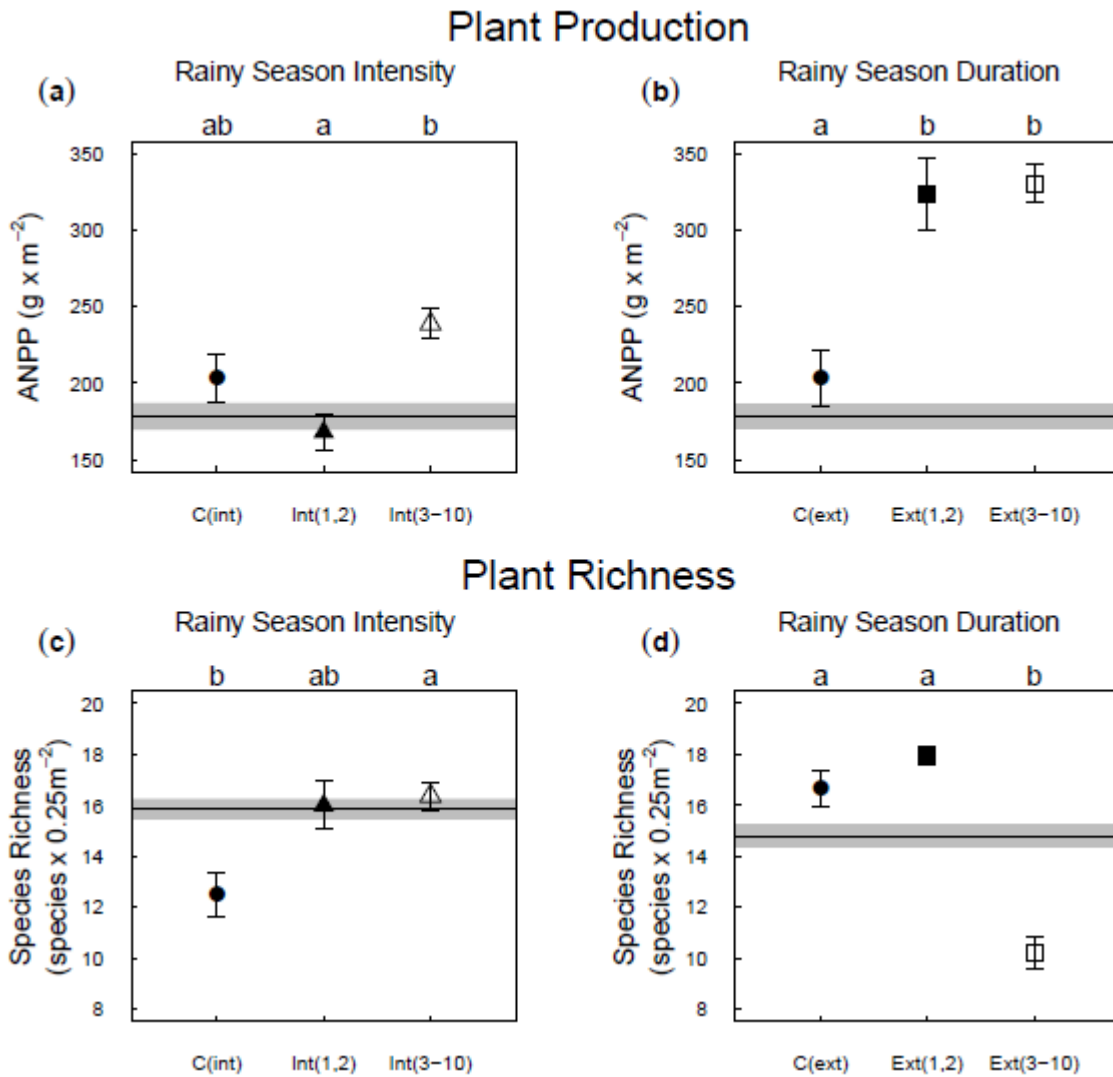 Plant Production
Rainy Season Intensity
(a)
ab a b
350
300
250
200
150
ANPP (g x m⁻²)
C(int) Int(1,2) Int(3−10)
Rainy Season Duration
(b)
a b b
350
300
250
200
150
ANPP (g x m⁻²)
C(ext) Ext(1,2) Ext(3−10)
Plant Richness
Rainy Season Intensity
(c)
b ab a
20
18
16
14
12
10
8
Species Richness
(species x 0.25m⁻²)
C(int) Int(1,2) Int(3−10)
Rainy Season Duration
(d)
a a b
20
18
16
14
12
10
8
Species Richness
(species x 0.25m⁻²)
C(ext) Ext(1,2) Ext(3−10)